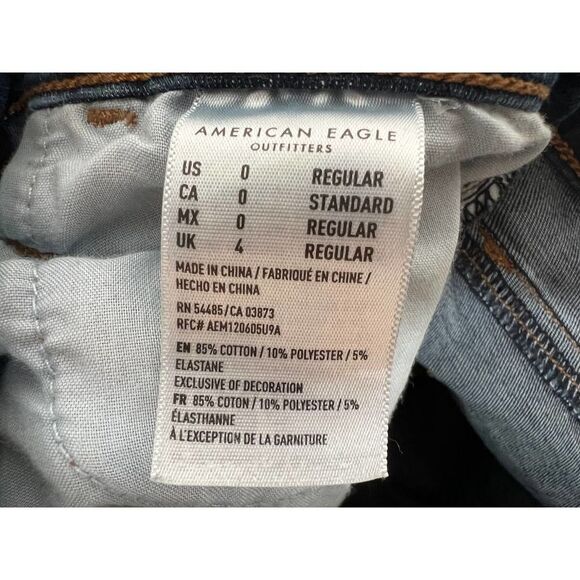 AMERICAN EAGLE
OUTFITTERS
US 0 REGULAR
CA 0 STANDARD
MX 0 REGULAR
UK 4 REGULAR
MADE IN CHINA / FABRIQUÉ EN CHINE /
HECHO EN CHINA
RN 54485/CA 03873
RFC# AEM120605U9A
EN 85% COTTON / 10% POLYESTER / 5%
ELASTANE
EXCLUSIVE OF DECORATION
FR 85% COTON / 10% POLYESTER / 5%
ÉLASTHANNE
À L'EXCEPTION DE LA GARNITURE